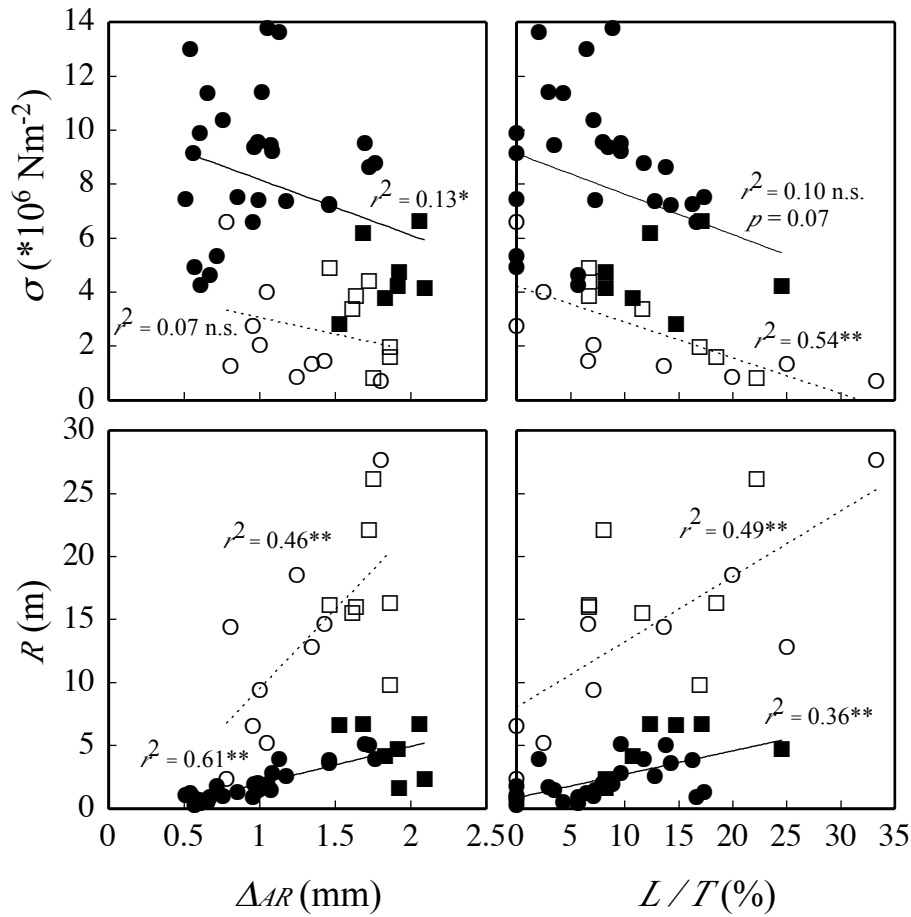 14
12
10
8
6
4
2
0
σ (*10⁶ Nm⁻²)
r² = 0.13*
r² = 0.07 n.s.
r² = 0.10 n.s.
p = 0.07
r² = 0.54**
30
25
20
15
10
5
0
R (m)
r² = 0.46**
r² = 0.61**
r² = 0.49**
r² = 0.36**
0 0.5 1 1.5 2 2.5
0 5 10 15 20 25 30 35
ΔAR (mm)
L / T (%)